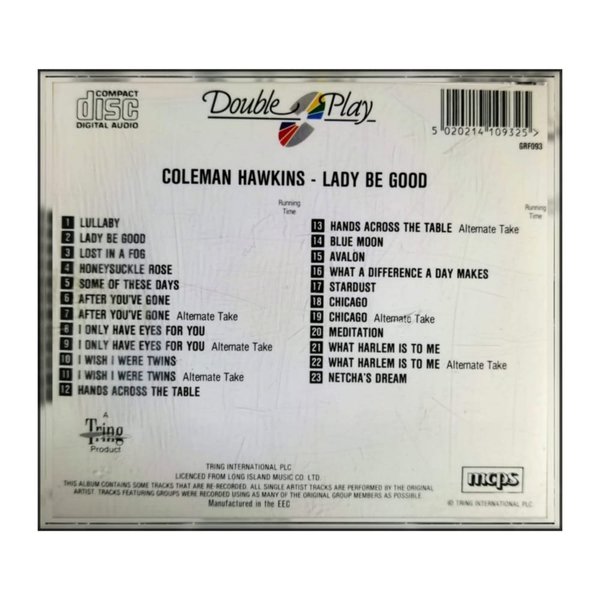 COMPACT
disc
DIGITAL AUDIO
Double Play
5 020214 109325 >
GRF093
COLEMAN HAWKINS - LADY BE GOOD
Running
Time
1 LULLABY
2 LADY BE GOOD
3 LOST IN A FOG
4 HONEYSUCKLE ROSE
5 SOME OF THESE DAYS
6 AFTER YOU'VE GONE
7 AFTER YOU'VE GONE Alternate Take
8 I ONLY HAVE EYES FOR YOU
9 I ONLY HAVE EYES FOR YOU Alternate Take
10 I WISH I WERE TWINS
11 I WISH I WERE TWINS Alternate Take
12 HANDS ACROSS THE TABLE
Running
Time
13 HANDS ACROSS THE TABLE Alternate Take
14 BLUE MOON
15 AVALON
16 WHAT A DIFFERENCE A DAY MAKES
17 STARDUST
18 CHICAGO
19 CHICAGO Alternate Take
20 MEDITATION
21 WHAT HARLEM IS TO ME
22 WHAT HARLEM IS TO ME Alternate Take
23 NETCHA'S DREAM
A
Tring
Product
TRING INTERNATIONAL PLC
LICENCED FROM LONG ISLAND MUSIC CO. LTD.
THIS ALBUM CONTAINS SOME TRACKS THAT ARE RE-RECORDED. ALL SINGLE ARTIST TRACKS ARE PERFORMED BY THE ORIGINAL
ARTIST. TRACKS FEATURING GROUPS WERE RECORDED USING AS MANY OF THE ORIGINAL GROUP MEMBERS AS POSSIBLE
Manufactured in the EEC
mcps
© TRING INTERNATIONAL PLC